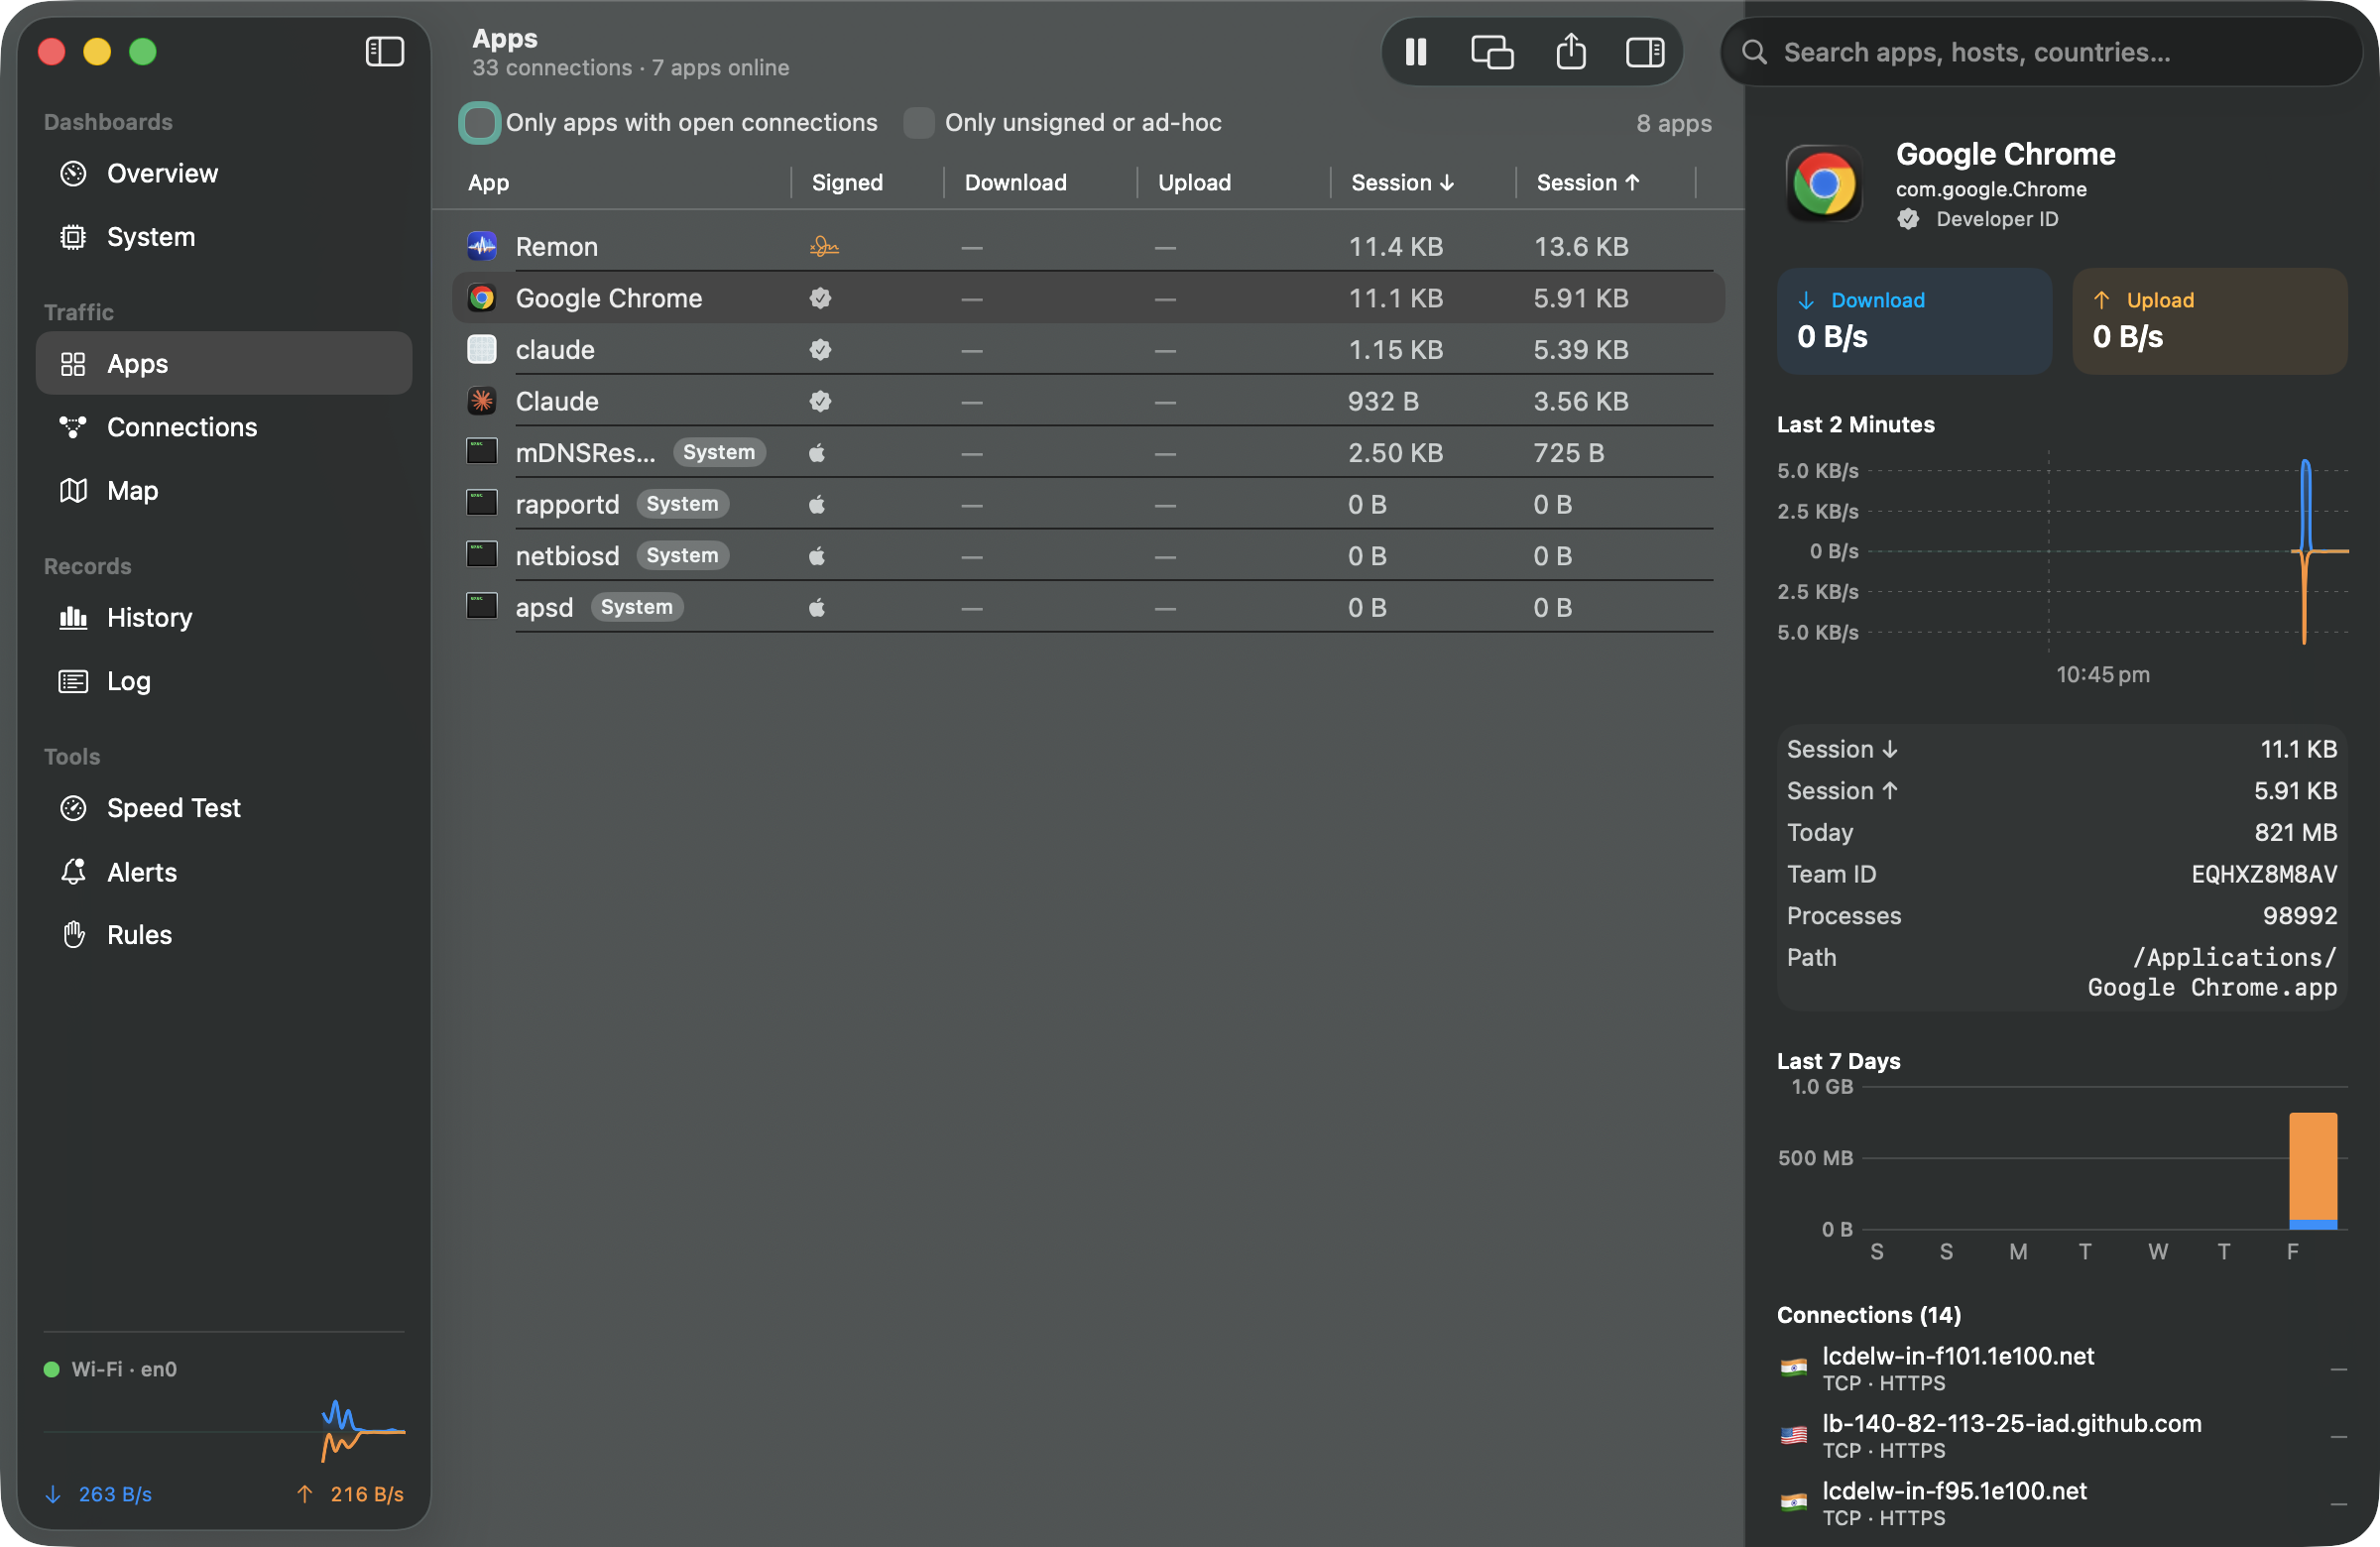 Dashboards
Overview
System
Traffic
Apps
Connections
Map
Records
History
Log
Tools
Speed Test
Alerts
Rules
Wi-Fi · en0
↓ 263 B/s ↑ 216 B/s
Apps
33 connections · 7 apps online
Only apps with open connections Only unsigned or ad-hoc 8 apps
App Signed Download Upload Session ↓ Session ↑
Remon — — 11.4 KB 13.6 KB
Google Chrome — — 11.1 KB 5.91 KB
claude — — 1.15 KB 5.39 KB
Claude — — 932 B 3.56 KB
mDNSRes... System — — 2.50 KB 725 B
rapportd System — — 0 B 0 B
netbiosd System — — 0 B 0 B
apsd System — — 0 B 0 B
Search apps, hosts, countries...
Google Chrome
com.google.Chrome
Developer ID
↓ Download ↑ Upload
0 B/s 0 B/s
Last 2 Minutes
5.0 KB/s
2.5 KB/s
0 B/s
2.5 KB/s
5.0 KB/s
10:45 pm
Session ↓ 11.1 KB
Session ↑ 5.91 KB
Today 821 MB
Team ID EQHXZ8M8AV
Processes 98992
Path /Applications/
Google Chrome.app
Last 7 Days
1.0 GB
500 MB
0 B
S S M T W T F
Connections (14)
lcdelw-in-f101.1e100.net —
TCP · HTTPS
lb-140-82-113-25-iad.github.com —
TCP · HTTPS
lcdelw-in-f95.1e100.net —
TCP · HTTPS